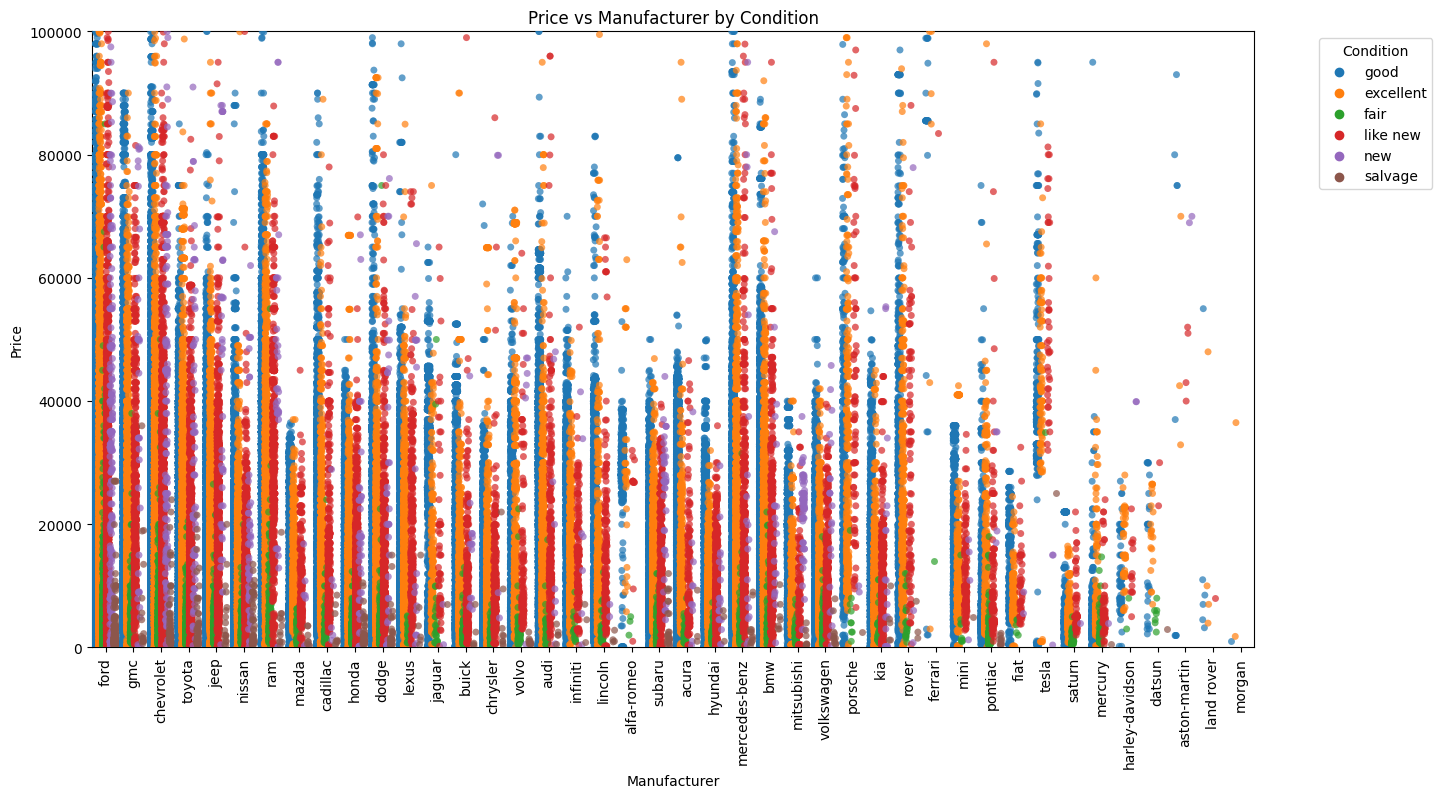 Price vs Manufacturer by Condition
Price
100000
80000
60000
40000
20000
0
ford
gmc
chevrolet
toyota
jeep
nissan
ram
mazda
cadillac
honda
dodge
lexus
jaguar
buick
chrysler
volvo
audi
infiniti
lincoln
alfa-romeo
subaru
acura
hyundai
mercedes-benz
bmw
mitsubishi
volkswagen
porsche
kia
rover
ferrari
mini
pontiac
fiat
tesla
saturn
mercury
harley-davidson
datsun
aston-martin
land rover
morgan
Manufacturer
Condition
good
excellent
fair
like new
new
salvage